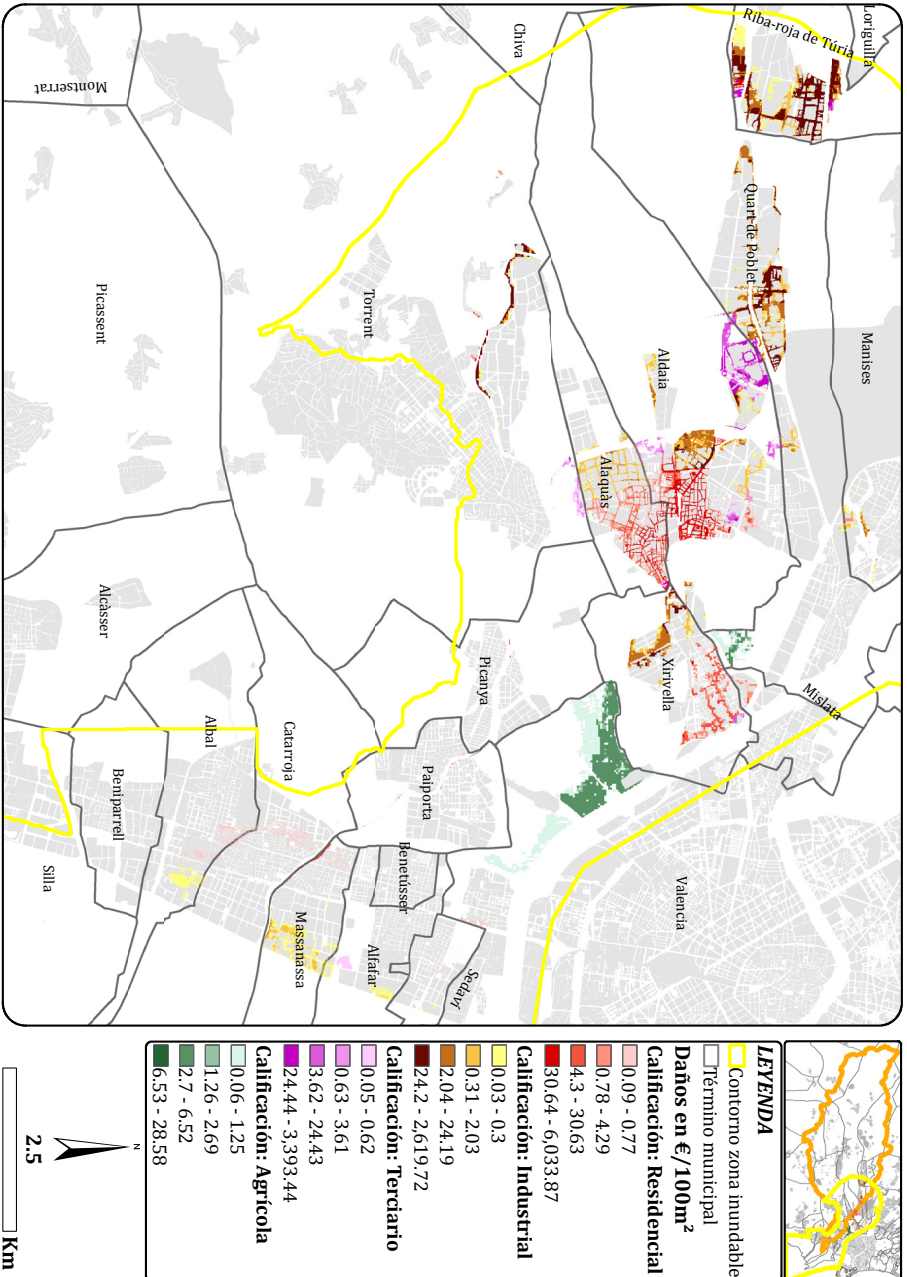 Loriguilla
Riba-roja de Túria
Chiva
Montserrat
Manises
Quart de Poblet
Aldaia
Torrent
Picassent
Alaquàs
Mislata
Xirivella
Picanya
Alcàsser
Valencia
Paiporta
Catarroja
Albal
Beniparrell
Benetússer
Sedaví
Alfafar
Massanassa
Silla
LEYENDA
Contorno zona inundable
Término municipal
Daños en €/100m²
Calificación: Residencial
0.09 - 0.77
0.78 - 4.29
4.3 - 30.63
30.64 - 6,033.87
Calificación: Industrial
0.03 - 0.3
0.31 - 2.03
2.04 - 24.19
24.2 - 2,619.72
Calificación: Terciario
0.05 - 0.62
0.63 - 3.61
3.62 - 24.43
24.44 - 3,393.44
Calificación: Agrícola
0.06 - 1.25
1.26 - 2.69
2.7 - 6.52
6.53 - 28.58
N
2.5
Km